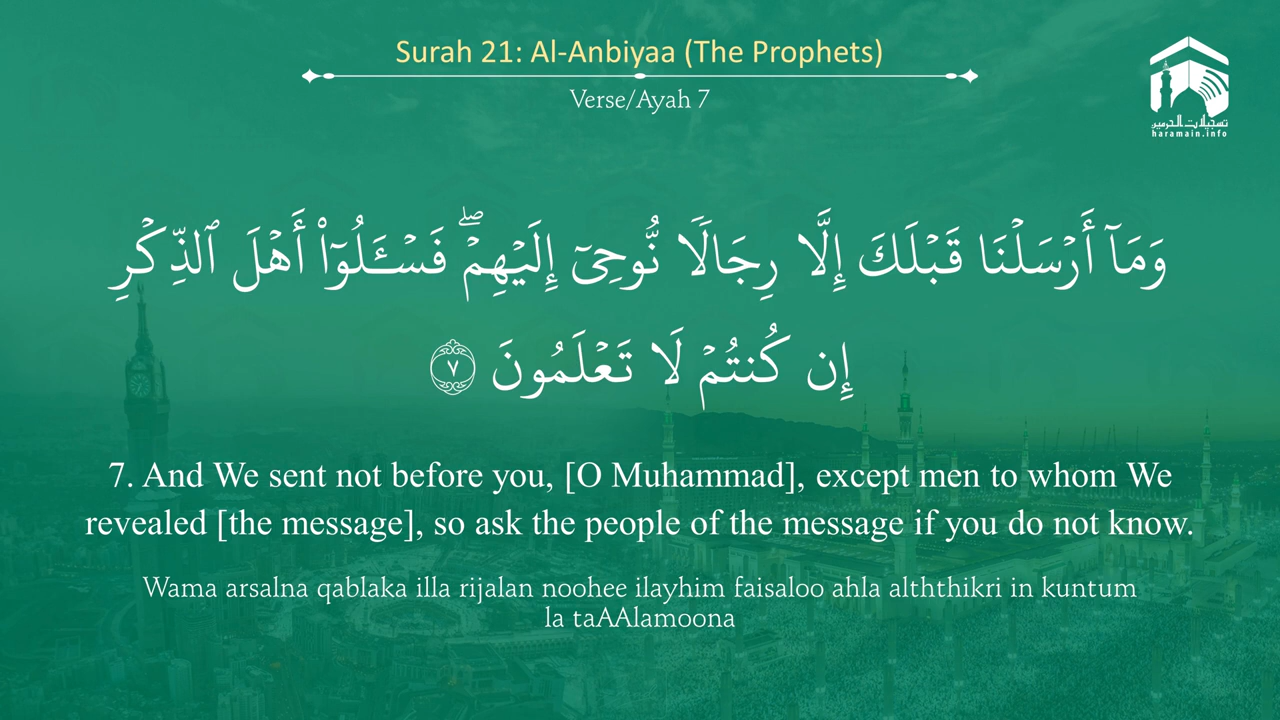 Surah 21: Al-Anbiyaa (The Prophets)
Verse/Ayah 7
تسجيلات الحرمين
haramain.info
وَمَآ أَرۡسَلۡنَا قَبۡلَكَ إِلَّا رِجَالٗا نُّوحِيٓ إِلَيۡهِمۡۖ فَسۡـَٔلُوٓاْ أَهۡلَ ٱلذِّكۡرِ
إِن كُنتُمۡ لَا تَعۡلَمُونَ ٧
7. And We sent not before you, [O Muhammad], except men to whom We
revealed [the message], so ask the people of the message if you do not know.
Wama arsalna qablaka illa rijalan noohee ilayhim faisaloo ahla alththikri in kuntum
la taAAlamoona